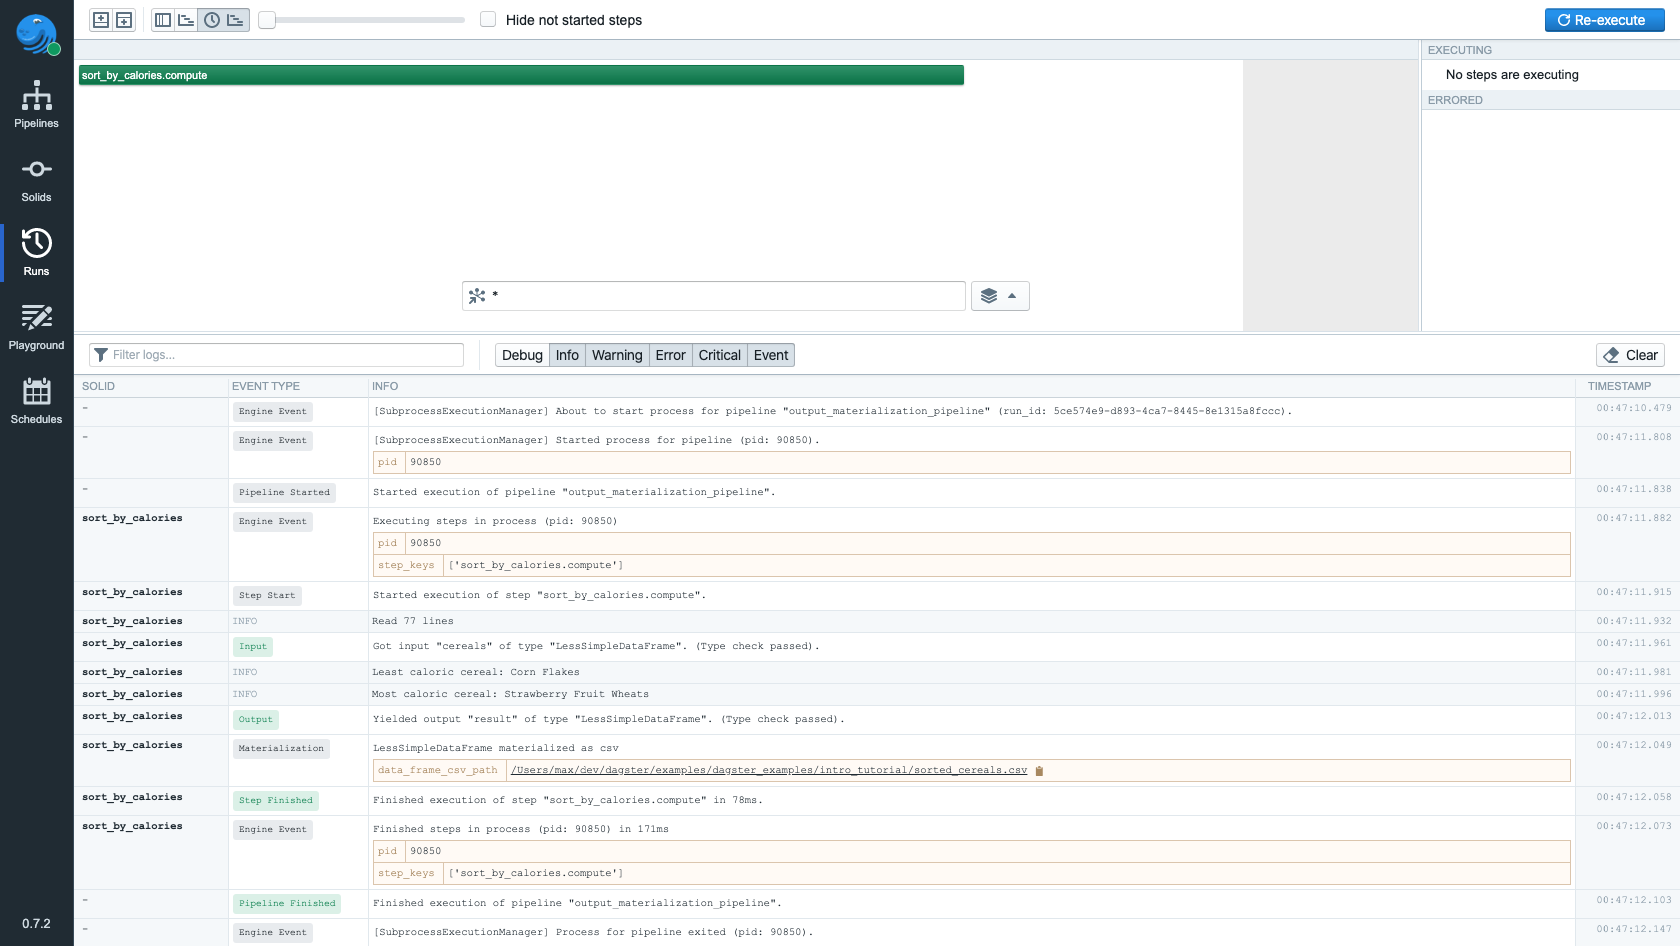 Hide not started steps
Re-execute
EXECUTING
sort_by_calories.compute
No steps are executing
ERRORED
Pipelines
Solids
Runs
Playground
Schedules
0.7.2
*
Filter logs...
Debug Info Warning Error Critical Event
Clear
SOLID EVENT TYPE INFO TIMESTAMP
- Engine Event [SubprocessExecutionManager] About to start process for pipeline "output_materialization_pipeline" (run_id: 5ce574e9-d893-4ca7-8445-8e1315a8fccc). 00:47:10.479
- Engine Event [SubprocessExecutionManager] Started process for pipeline (pid: 90850). 00:47:11.808
pid 90850
- Pipeline Started Started execution of pipeline "output_materialization_pipeline". 00:47:11.838
sort_by_calories Engine Event Executing steps in process (pid: 90850) 00:47:11.882
pid 90850
step_keys ['sort_by_calories.compute']
sort_by_calories Step Start Started execution of step "sort_by_calories.compute". 00:47:11.915
sort_by_calories INFO Read 77 lines 00:47:11.932
sort_by_calories Input Got input "cereals" of type "LessSimpleDataFrame". (Type check passed). 00:47:11.961
sort_by_calories INFO Least caloric cereal: Corn Flakes 00:47:11.981
sort_by_calories INFO Most caloric cereal: Strawberry Fruit Wheats 00:47:11.996
sort_by_calories Output Yielded output "result" of type "LessSimpleDataFrame". (Type check passed). 00:47:12.013
sort_by_calories Materialization LessSimpleDataFrame materialized as csv 00:47:12.049
data_frame_csv_path /Users/max/dev/dagster/examples/dagster_examples/intro_tutorial/sorted_cereals.csv
sort_by_calories Step Finished Finished execution of step "sort_by_calories.compute" in 78ms. 00:47:12.058
sort_by_calories Engine Event Finished steps in process (pid: 90850) in 171ms 00:47:12.073
pid 90850
step_keys ['sort_by_calories.compute']
- Pipeline Finished Finished execution of pipeline "output_materialization_pipeline". 00:47:12.103
- Engine Event [SubprocessExecutionManager] Process for pipeline exited (pid: 90850). 00:47:12.147